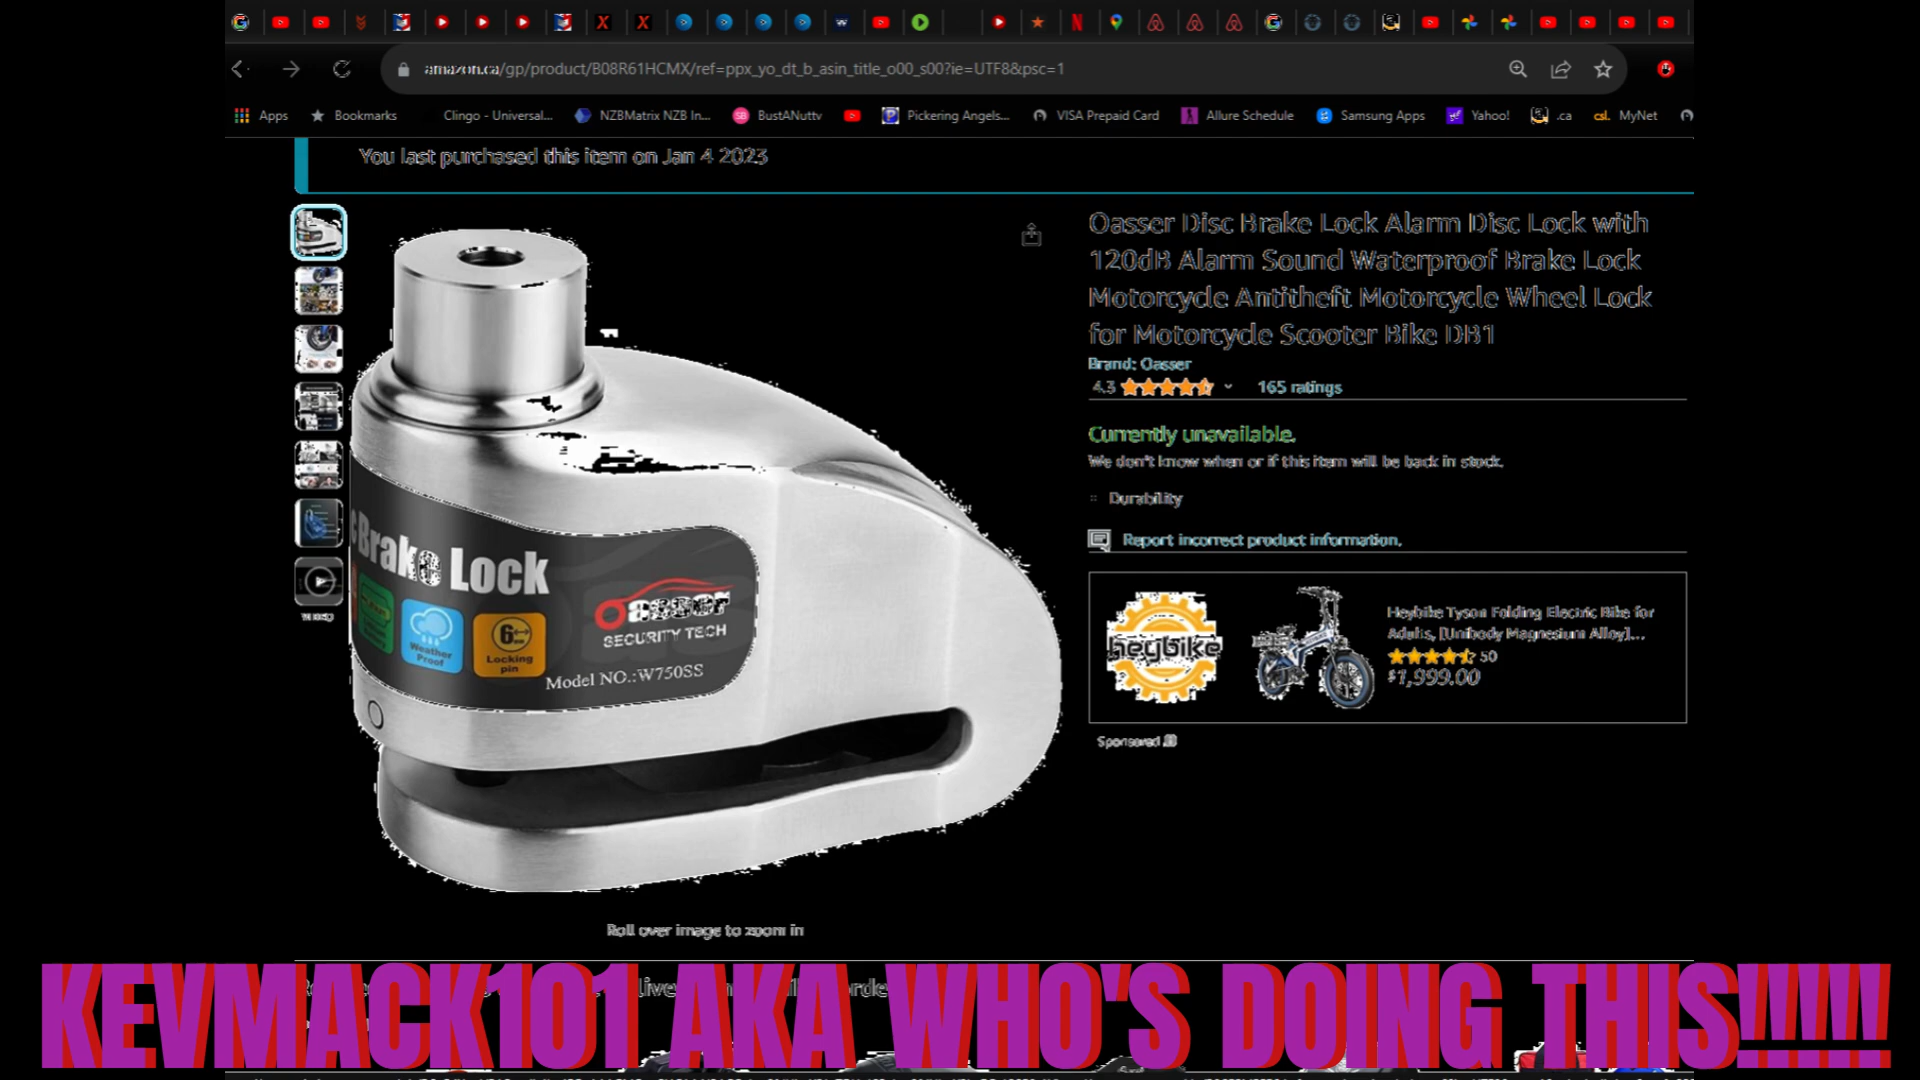 amazon.ca/gp/product/B08R61HCMX/ref=ppx_yo_dt_b_asin_title_o00_s00?ie=UTF8&psc=1
Apps Bookmarks Clingo - Universal... NZBMatrix NZB In... SB BustANuttv Pickering Angels... VISA Prepaid Card Allure Schedule Samsung Apps Yahoo! .ca csl. MyNet
You last purchased this item on Jan 4 2023
Oasser Disc Brake Lock Alarm Disc Lock with
120dB Alarm Sound Waterproof Brake Lock
Motorcycle Antitheft Motorcycle Wheel Lock
for Motorcycle Scooter Bike DB1
Brand: Oasser
4.3 165 ratings
Currently unavailable.
We don't know when or if this item will be back in stock.
Durability
Report incorrect product information.
c Brake Lock
Oasser
SECURITY TECH
Weather
Proof
6
Locking
pin
Model NO.:W750SS
heybike
Heybike Tyson Folding Electric Bike for
Adults, [Unibody Magnesium Alloy]...
50
$1,999.00
Sponsored
Roll over image to zoom in
KEVMACK101 AKA WHO'S DOING THIS!!!!!